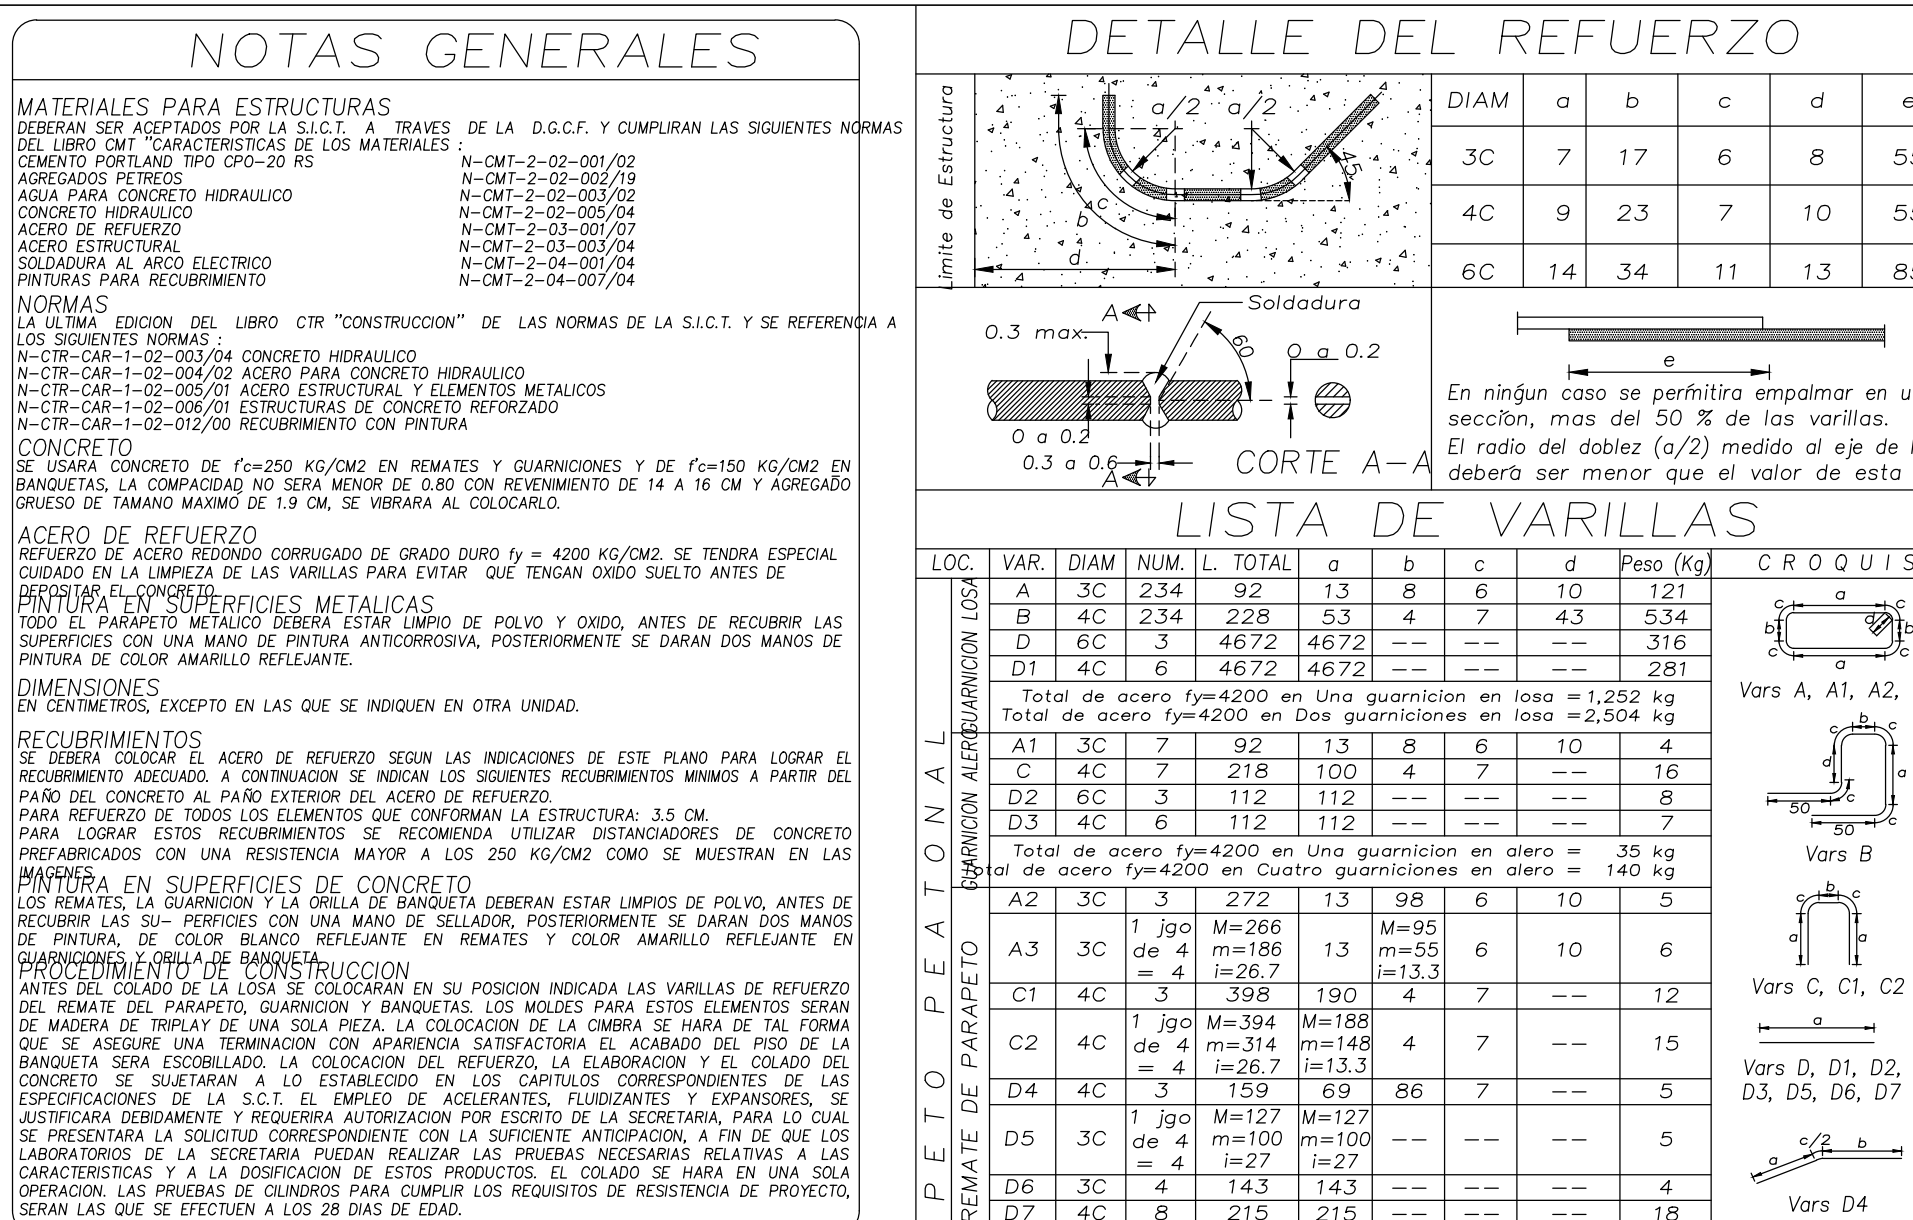 NOTAS GENERALES
MATERIALES PARA ESTRUCTURAS
DEBERAN SER ACEPTADOS POR LA S.I.C.T. A TRAVES DE LA D.G.C.F. Y CUMPLIRAN LAS SIGUIENTES NORMAS
DEL LIBRO CMT "CARACTERISTICAS DE LOS MATERIALES :
CEMENTO PORTLAND TIPO CPO-20 RS N-CMT-2-02-001/02
AGREGADOS PETREOS N-CMT-2-02-002/19
AGUA PARA CONCRETO HIDRAULICO N-CMT-2-02-003/02
CONCRETO HIDRAULICO N-CMT-2-02-005/04
ACERO DE REFUERZO N-CMT-2-03-001/07
ACERO ESTRUCTURAL N-CMT-2-03-003/04
SOLDADURA AL ARCO ELECTRICO N-CMT-2-04-001/04
PINTURAS PARA RECUBRIMIENTO N-CMT-2-04-007/04
NORMAS
LA ULTIMA EDICION DEL LIBRO CTR "CONSTRUCCION" DE LAS NORMAS DE LA S.I.C.T. Y SE REFERENCIA A
LOS SIGUIENTES NORMAS :
N-CTR-CAR-1-02-003/04 CONCRETO HIDRAULICO
N-CTR-CAR-1-02-004/02 ACERO PARA CONCRETO HIDRAULICO
N-CTR-CAR-1-02-005/01 ACERO ESTRUCTURAL Y ELEMENTOS METALICOS
N-CTR-CAR-1-02-006/01 ESTRUCTURAS DE CONCRETO REFORZADO
N-CTR-CAR-1-02-012/00 RECUBRIMIENTO CON PINTURA
CONCRETO
SE USARA CONCRETO DE f'c=250 KG/CM2 EN REMATES Y GUARNICIONES Y DE f'c=150 KG/CM2 EN
BANQUETAS, LA COMPACIDAD NO SERA MENOR DE 0.80 CON REVENIMIENTO DE 14 A 16 CM Y AGREGADO
GRUESO DE TAMANO MAXIMO DE 1.9 CM, SE VIBRARA AL COLOCARLO.
ACERO DE REFUERZO
REFUERZO DE ACERO REDONDO CORRUGADO DE GRADO DURO fy = 4200 KG/CM2. SE TENDRA ESPECIAL
CUIDADO EN LA LIMPIEZA DE LAS VARILLAS PARA EVITAR QUE TENGAN OXIDO SUELTO ANTES DE
DEPOSITAR EL CONCRETO.
PINTURA EN SUPERFICIES METALICAS
TODO EL PARAPETO METALICO DEBERA ESTAR LIMPIO DE POLVO Y OXIDO, ANTES DE RECUBRIR LAS
SUPERFICIES CON UNA MANO DE PINTURA ANTICORROSIVA, POSTERIORMENTE SE DARAN DOS MANOS DE
PINTURA DE COLOR AMARILLO REFLEJANTE.
DIMENSIONES
EN CENTIMETROS, EXCEPTO EN LAS QUE SE INDIQUEN EN OTRA UNIDAD.
RECUBRIMIENTOS
SE DEBERA COLOCAR EL ACERO DE REFUERZO SEGUN LAS INDICACIONES DE ESTE PLANO PARA LOGRAR EL
RECUBRIMIENTO ADECUADO. A CONTINUACION SE INDICAN LOS SIGUIENTES RECUBRIMIENTOS MINIMOS A PARTIR DEL
PAÑO DEL CONCRETO AL PAÑO EXTERIOR DEL ACERO DE REFUERZO.
PARA REFUERZO DE TODOS LOS ELEMENTOS QUE CONFORMAN LA ESTRUCTURA: 3.5 CM.
PARA LOGRAR ESTOS RECUBRIMIENTOS SE RECOMIENDA UTILIZAR DISTANCIADORES DE CONCRETO
PREFABRICADOS CON UNA RESISTENCIA MAYOR A LOS 250 KG/CM2 COMO SE MUESTRAN EN LAS
IMAGENES.
PINTURA EN SUPERFICIES DE CONCRETO
LOS REMATES, LA GUARNICION Y LA ORILLA DE BANQUETA DEBERAN ESTAR LIMPIOS DE POLVO, ANTES DE
RECUBRIR LAS SU- PERFICIES CON UNA MANO DE SELLADOR, POSTERIORMENTE SE DARAN DOS MANOS
DE PINTURA, DE COLOR BLANCO REFLEJANTE EN REMATES Y COLOR AMARILLO REFLEJANTE EN
GUARNICIONES Y ORILLA DE BANQUETA.
PROCEDIMIENTO DE CONSTRUCCION
ANTES DEL COLADO DE LA LOSA SE COLOCARAN EN SU POSICION INDICADA LAS VARILLAS DE REFUERZO
DEL REMATE DEL PARAPETO, GUARNICION Y BANQUETAS. LOS MOLDES PARA ESTOS ELEMENTOS SERAN
DE MADERA DE TRIPLAY DE UNA SOLA PIEZA. LA COLOCACION DE LA CIMBRA SE HARA DE TAL FORMA
QUE SE ASEGURE UNA TERMINACION CON APARIENCIA SATISFACTORIA EL ACABADO DEL PISO DE LA
BANQUETA SERA ESCOBILLADO. LA COLOCACION DEL REFUERZO, LA ELABORACION Y EL COLADO DEL
CONCRETO SE SUJETARAN A LO ESTABLECIDO EN LOS CAPITULOS CORRESPONDIENTES DE LAS
ESPECIFICACIONES DE LA S.C.T. EL EMPLEO DE ACELERANTES, FLUIDIZANTES Y EXPANSORES, SE
JUSTIFICARA DEBIDAMENTE Y REQUERIRA AUTORIZACION POR ESCRITO DE LA SECRETARIA, PARA LO CUAL
SE PRESENTARA LA SOLICITUD CORRESPONDIENTE CON LA SUFICIENTE ANTICIPACION, A FIN DE QUE LOS
LABORATORIOS DE LA SECRETARIA PUEDAN REALIZAR LAS PRUEBAS NECESARIAS RELATIVAS A LAS
CARACTERISTICAS Y A LA DOSIFICACION DE ESTOS PRODUCTOS. EL COLADO SE HARA EN UNA SOLA
OPERACION. LAS PRUEBAS DE CILINDROS PARA CUMPLIR LOS REQUISITOS DE RESISTENCIA DE PROYECTO,
SERAN LAS QUE SE EFECTUEN A LOS 28 DIAS DE EDAD.
DETALLE DEL REFUERZO
Limite de Estructura
a/2 a/2
45
c
b
d
DIAM a b c d e
3C 7 17 6 8
4C 9 23 7 10
6C 14 34 11 13
A
Soldadura
0.3 max.
60
0 a 0.2
0 a 0.2
0.3 a 0.6
A
CORTE A-A
e
En ningun caso se permitira empalmar en
sección, mas del 50 % de las varillas.
El radio del doblez (a/2) medido al eje de
debera ser menor que el valor de esta
LISTA DE VARILLAS
LOC. VAR. DIAM NUM. L. TOTAL a b c d Peso (Kg) CROQUIS
PETO PEATONAL
GUARNICION LOSA
A 3C 234 92 13 8 6 10 121
B 4C 234 228 53 4 7 43 534
D 6C 3 4672 4672 -- -- -- 316
D1 4C 6 4672 4672 -- -- -- 281
Total de acero fy=4200 en Una guarnicion en losa =1,252 kg
Total de acero fy=4200 en Dos guarniciones en losa =2,504 kg
GUARNICION ALERO
A1 3C 7 92 13 8 6 10 4
C 4C 7 218 100 4 7 -- 16
D2 6C 3 112 112 -- -- -- 8
D3 4C 6 112 112 -- -- -- 7
Total de acero fy=4200 en Una guarnicion en alero = 35 kg
Total de acero fy=4200 en Cuatro guarniciones en alero = 140 kg
REMATE DE PARAPETO
A2 3C 3 272 13 98 6 10 5
A3 3C 1 jgo de 4 = 4 M=266 m=186 i=26.7 13 M=95 m=55 i=13.3 6 10 6
C1 4C 3 398 190 4 7 -- 12
C2 4C 1 jgo de 4 = 4 M=394 m=314 i=26.7 M=188 m=148 i=13.3 4 7 -- 15
D4 4C 3 159 69 86 7 -- 5
D5 3C 1 jgo de 4 = 4 M=127 m=100 i=27 M=127 m=100 i=27 -- -- -- 5
D6 3C 4 143 143 -- -- -- 4
D7 4C 8 215 215 -- -- -- 18
c a c
b d b
c a c
Vars A, A1, A2,
b c
c
d a
c
50 c
50
Vars B
b
c c
a a
Vars C, C1, C2
a
Vars D, D1, D2,
D3, D5, D6, D7
c/2 b
a
Vars D4